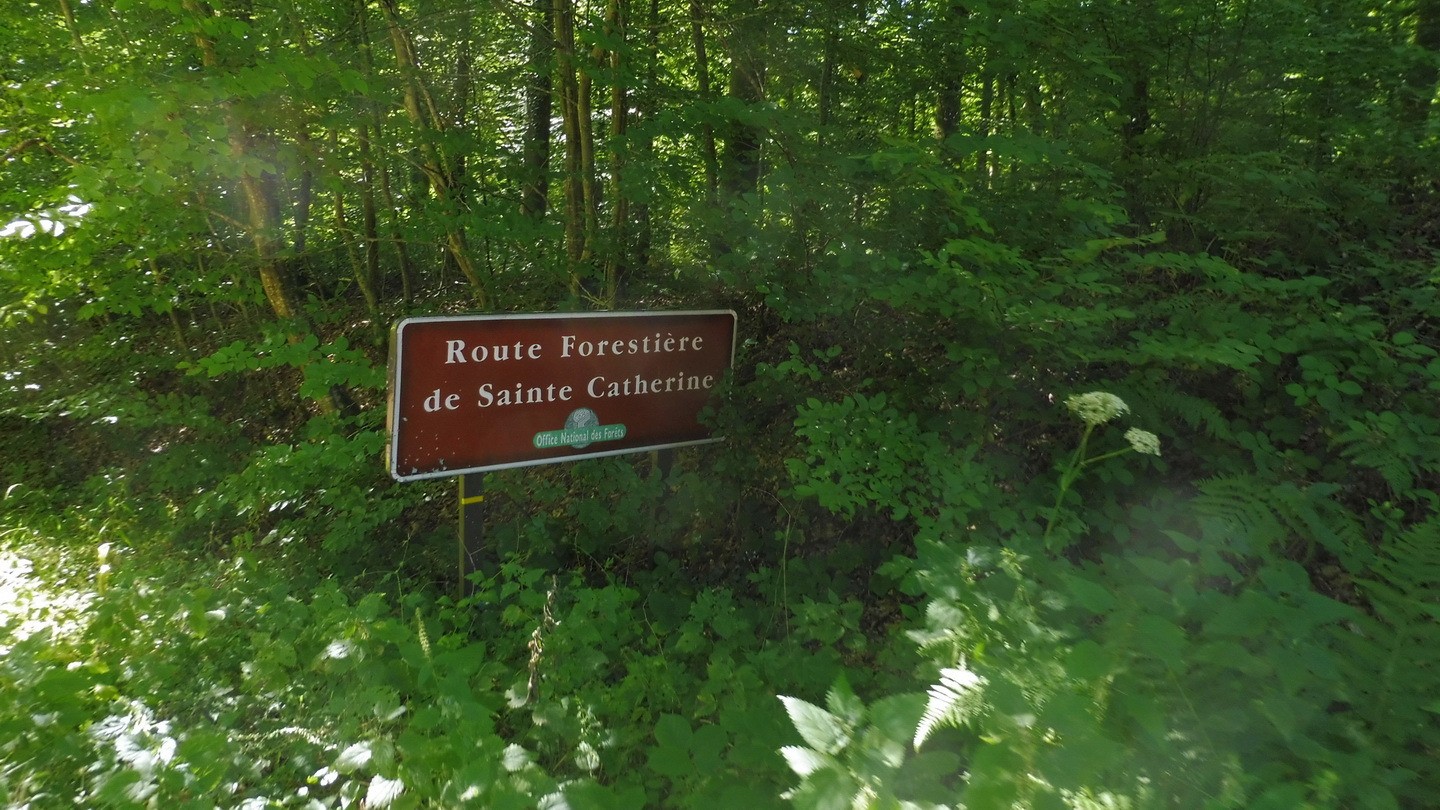 Route Forestière
de Sainte Catherine
Office National des Forêts